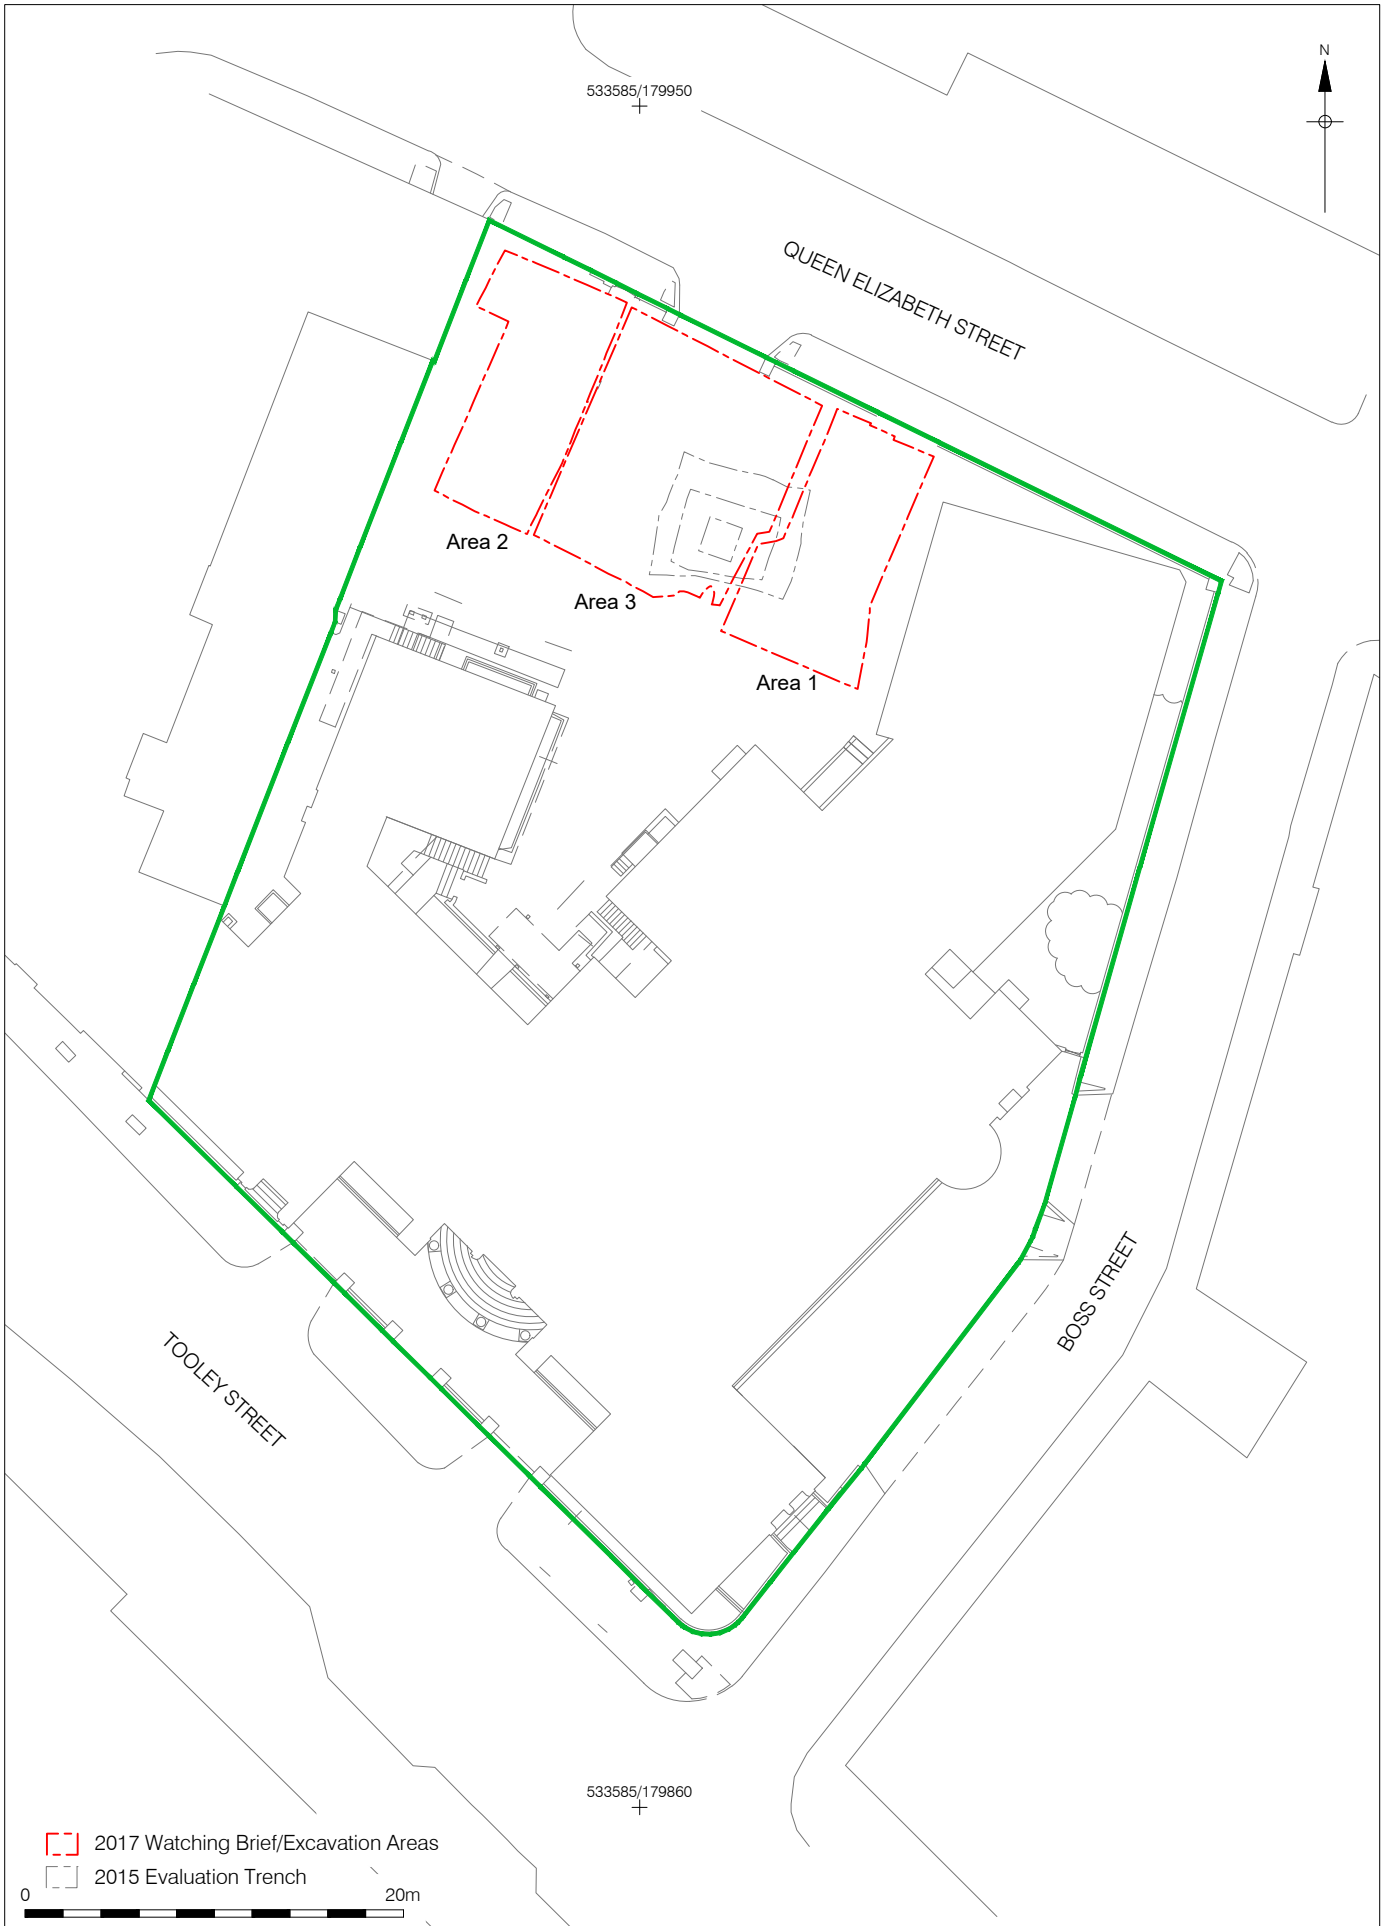 N
533585/179950
QUEEN ELIZABETH STREET
Area 2
Area 3
Area 1
BOSS STREET
TOOLEY STREET
533585/179860
2017 Watching Brief/Excavation Areas
2015 Evaluation Trench
0 20m